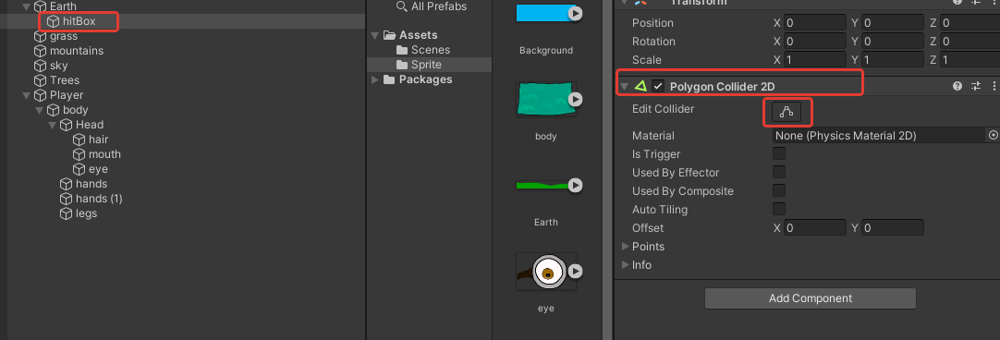 Earth
hitBox
grass
mountains
sky
Trees
Player
body
Head
hair
mouth
eye
hands
hands (1)
legs
All Prefabs
Assets
Scenes
Sprite
Packages
Background
body
Earth
eye
Transform
Position X 0 Y 0 Z 0
Rotation X 0 Y 0 Z 0
Scale X 1 Y 1 Z 1
Polygon Collider 2D
Edit Collider
Material None (Physics Material 2D)
Is Trigger
Used By Effector
Used By Composite
Auto Tiling
Offset X 0 Y 0
Points
Info
Add Component